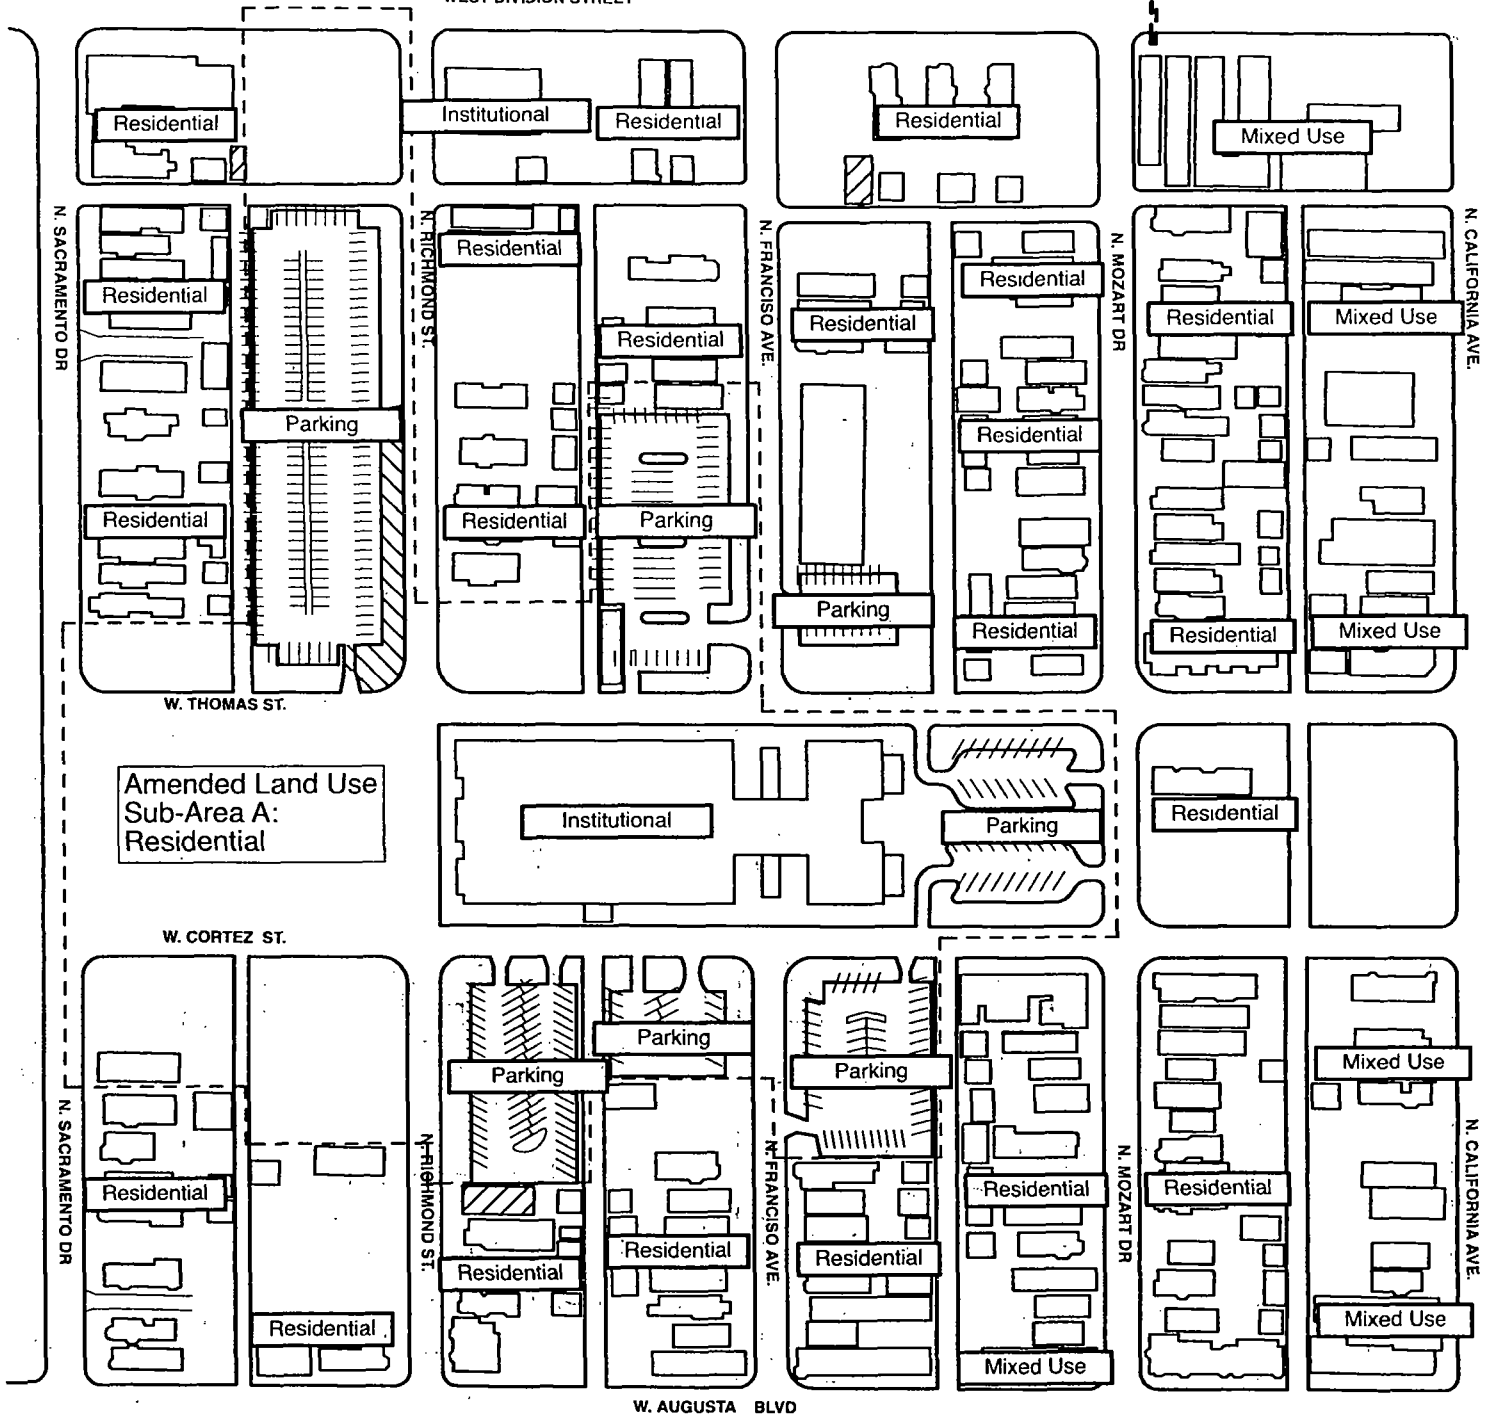 WEST DIVISION STREET
Residential
Institutional
Residential
Residential
Mixed Use
N. SACRAMENTO DR
N. RICHMOND ST.
N. FRANCISO AVE.
N. MOZART DR
N. CALIFORNIA AVE.
Residential
Residential
Residential
Residential
Residential
Residential
Mixed Use
Residential
Parking
Residential
Residential
Residential
Parking
Parking
Residential
Residential
Mixed Use
W. THOMAS ST.
Amended Land Use
Sub-Area A:
Residential
Institutional
Parking
Residential
W. CORTEZ ST.
Parking
Parking
Parking
Mixed Use
N. SACRAMENTO DR
N. RICHMOND ST.
N. FRANCISO AVE.
N. MOZART DR
N. CALIFORNIA AVE.
Residential
Residential
Residential
Residential
Residential
Residential
Residential
Mixed Use
Mixed Use
W. AUGUSTA BLVD